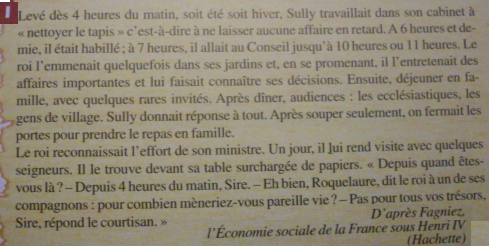 Levé dès 4 heures du matin, soit été soit hiver, Sully travaillait dans son cabinet à
« nettoyer le tapis » c'est-à-dire à ne laisser aucune affaire en retard. A 6 heures et de-
mie, il était habillé ; à 7 heures, il allait au Conseil jusqu'à 10 heures ou 11 heures. Le
roi l'emmenait quelquefois dans ses jardins et, en se promenant, il l'entretenait des
affaires importantes et lui faisait connaître ses décisions. Ensuite, déjeuner en fa-
mille, avec quelques rares invités. Après dîner, audiences : les ecclésiastiques, les
gens de village. Sully donnait réponse à tout. Après souper seulement, on fermait les
portes pour prendre le repas en famille.
Le roi reconnaissait l'effort de son ministre. Un jour, il lui rend visite avec quelques
seigneurs. Il le trouve devant sa table surchargée de papiers. « Depuis quand êtes-
vous là ? – Depuis 4 heures du matin, Sire. – Eh bien, Roquelaure, dit le roi à un de ses
compagnons : pour combien mèneriez-vous pareille vie ? – Pas pour tous vos trésors,
Sire, répond le courtisan. »
D'après Fagniez,
l'Économie sociale de la France sous Henri IV
(Hachette)